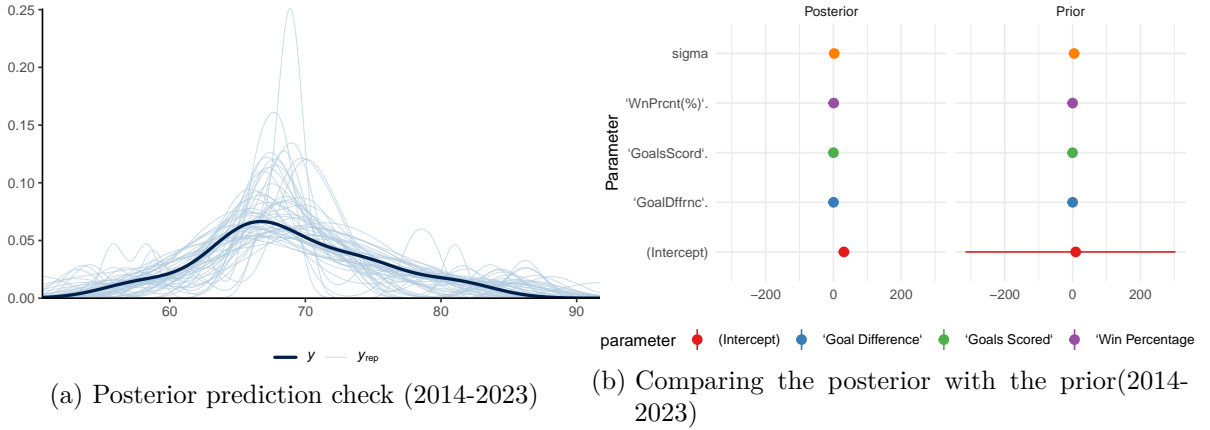 0.25
0.20
0.15
0.10
0.05
0.00
60
70
80
90
y
yrep
(a) Posterior prediction check (2014-2023)
Posterior
Prior
Parameter
sigma
‘WnPrcnt(%)‘.
‘GoalsScord‘.
‘GoalDffrnc‘.
(Intercept)
−200
0
200
−200
0
200
parameter
(Intercept)
‘Goal Difference‘
‘Goals Scored‘
‘Win Percentage
(b) Comparing the posterior with the prior(2014-
2023)